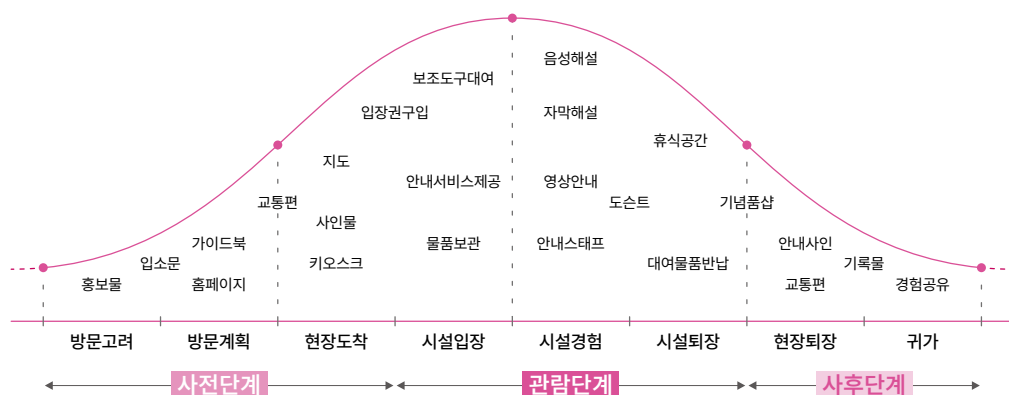 음성해설
보조도구대여
입장권구입
자막해설
휴식공간
지도
안내서비스제공
영상안내
교통편
도슨트
기념품샵
사인물
가이드북
물품보관
안내스태프
안내사인
입소문
키오스크
대여물품반납
기록물
홍보물
홈페이지
교통편
경험공유
방문고려 방문계획 현장도착 시설입장 시설경험 시설퇴장 현장퇴장 귀가
사전단계 관람단계 사후단계